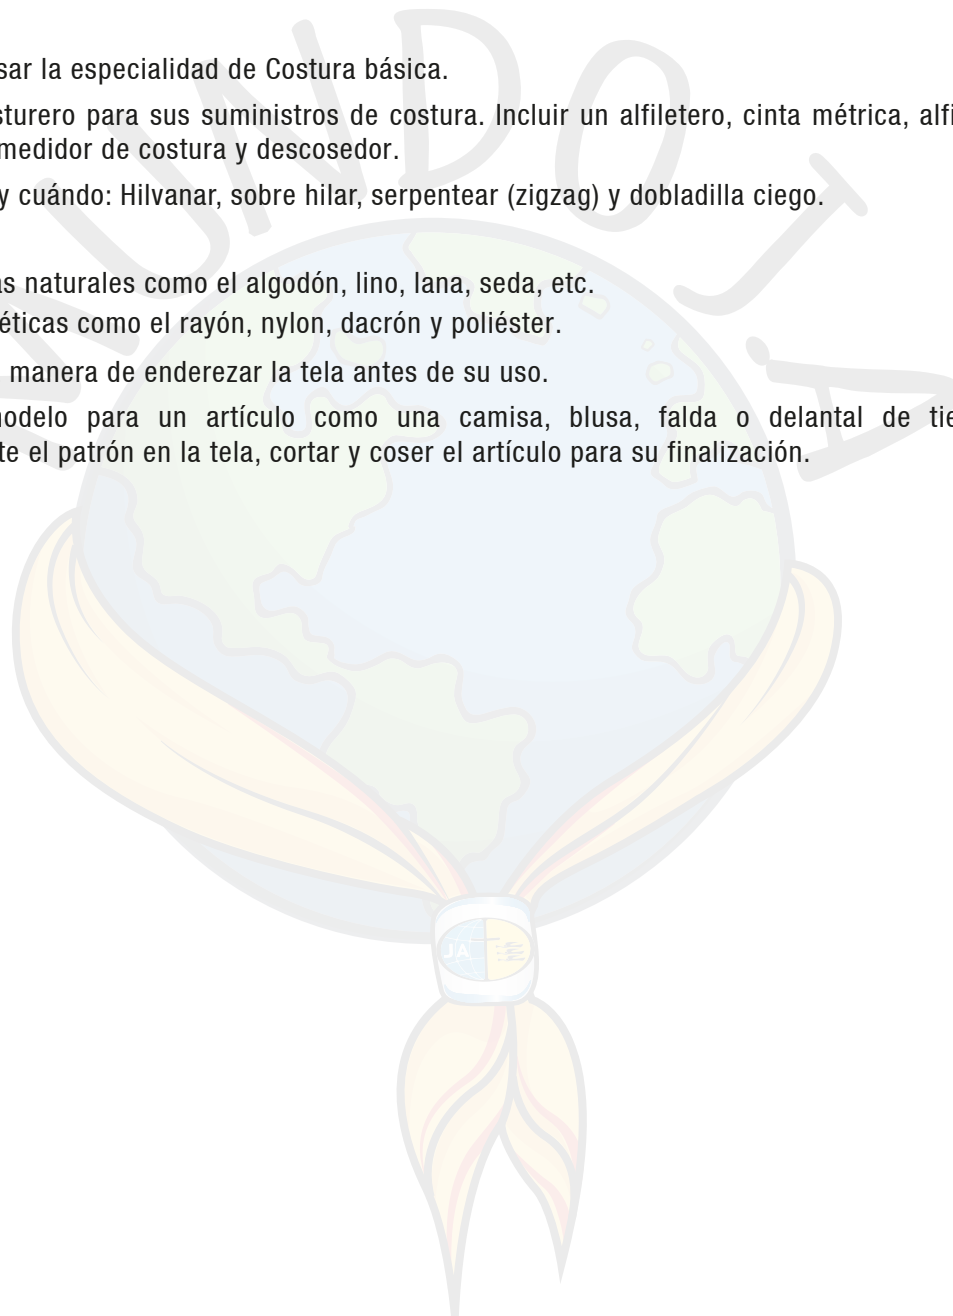 MUNDO JA
sar la especialidad de Costura básica.
sturero para sus suministros de costura. Incluir un alfiletero, cinta métrica, alfi
medidor de costura y descosedor.
y cuándo: Hilvanar, sobre hilar, serpentear (zigzag) y dobladilla ciego.
as naturales como el algodón, lino, lana, seda, etc.
éticas como el rayón, nylon, dacrón y poliéster.
manera de enderezar la tela antes de su uso.
nodelo para un artículo como una camisa, blusa, falda o delantal de tie
te el patrón en la tela, cortar y coser el artículo para su finalización.
JA